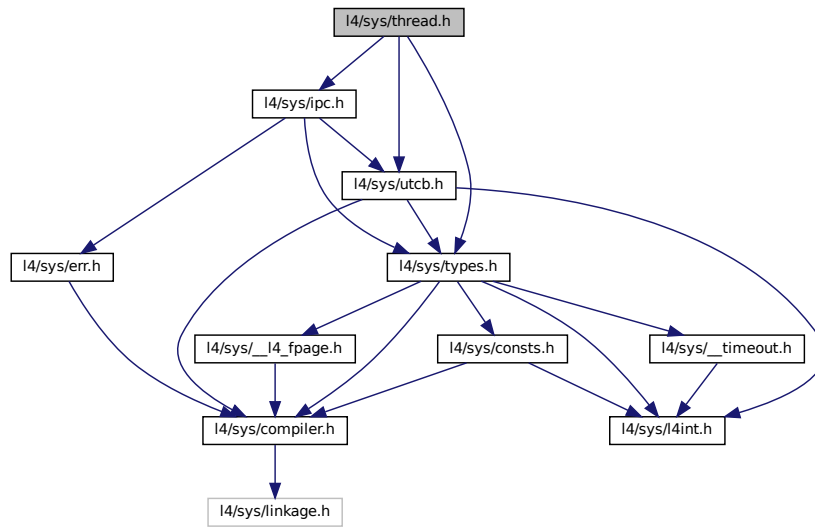 l4/sys/thread.h
l4/sys/ipc.h
l4/sys/utcb.h
l4/sys/err.h
l4/sys/types.h
l4/sys/__l4_fpage.h
l4/sys/consts.h
l4/sys/__timeout.h
l4/sys/compiler.h
l4/sys/l4int.h
l4/sys/linkage.h